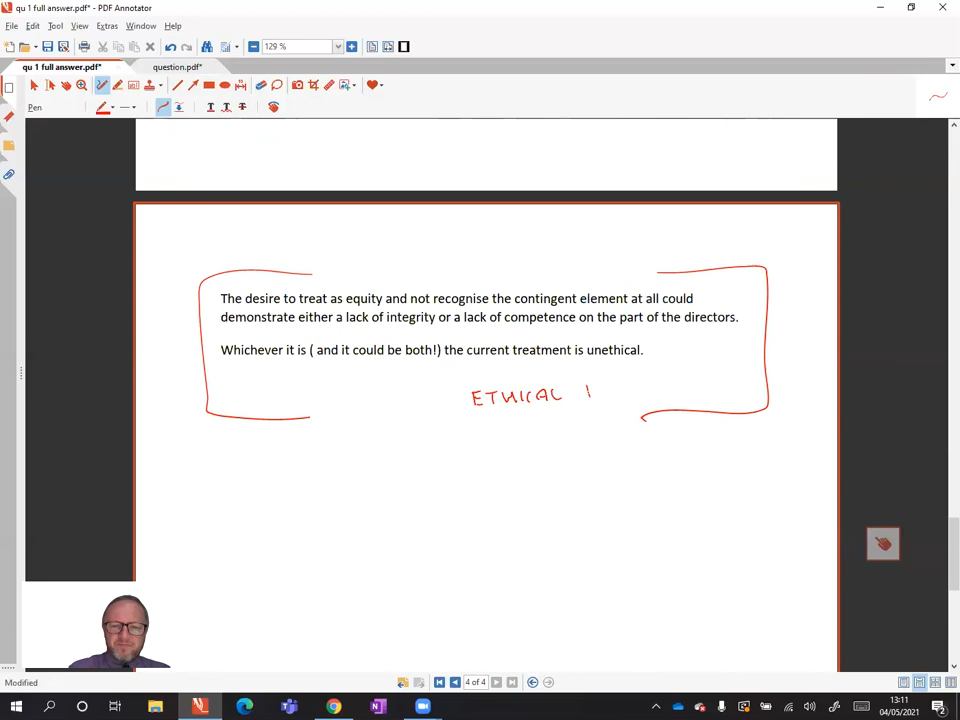 qu 1 full answer.pdf* - PDF Annotator
File Edit Tool View Extras Window Help
129 %
qu 1 full answer.pdf* question.pdf*
Pen
The desire to treat as equity and not recognise the contingent element at all could
demonstrate either a lack of integrity or a lack of competence on the part of the directors.
Whichever it is ( and it could be both!) the current treatment is unethical.
ETHICAL I
Modified
4 of 4
13:11
04/05/2021